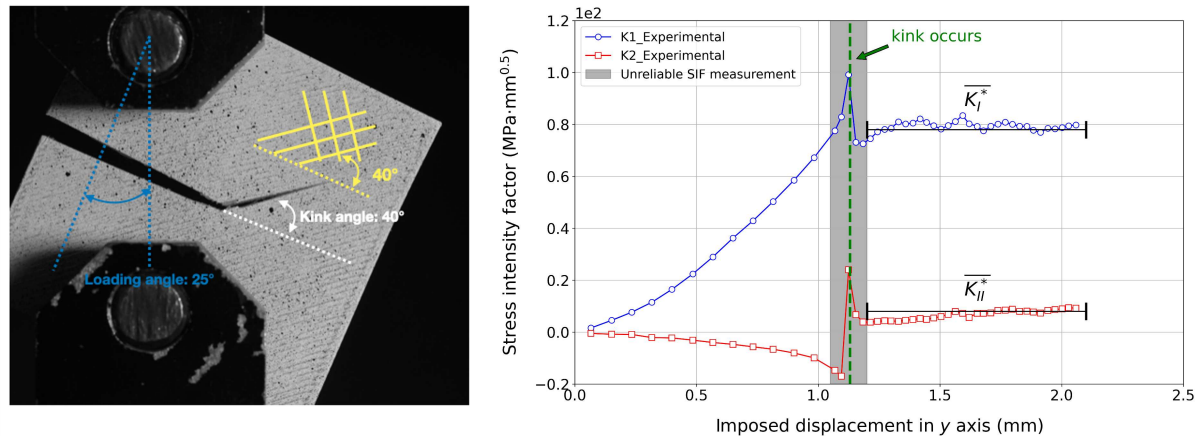 40°
Kink angle: 40°
Loading angle: 25°
1e2
K1_Experimental
K2_Experimental
Unreliable SIF measurement
kink occurs
Stress intensity factor (MPa·mm^0.5)
1.2
1.0
0.8
0.6
0.4
0.2
0.0
−0.2
K_I^*
K_II^*
0.0 0.5 1.0 1.5 2.0 2.5
Imposed displacement in y axis (mm)